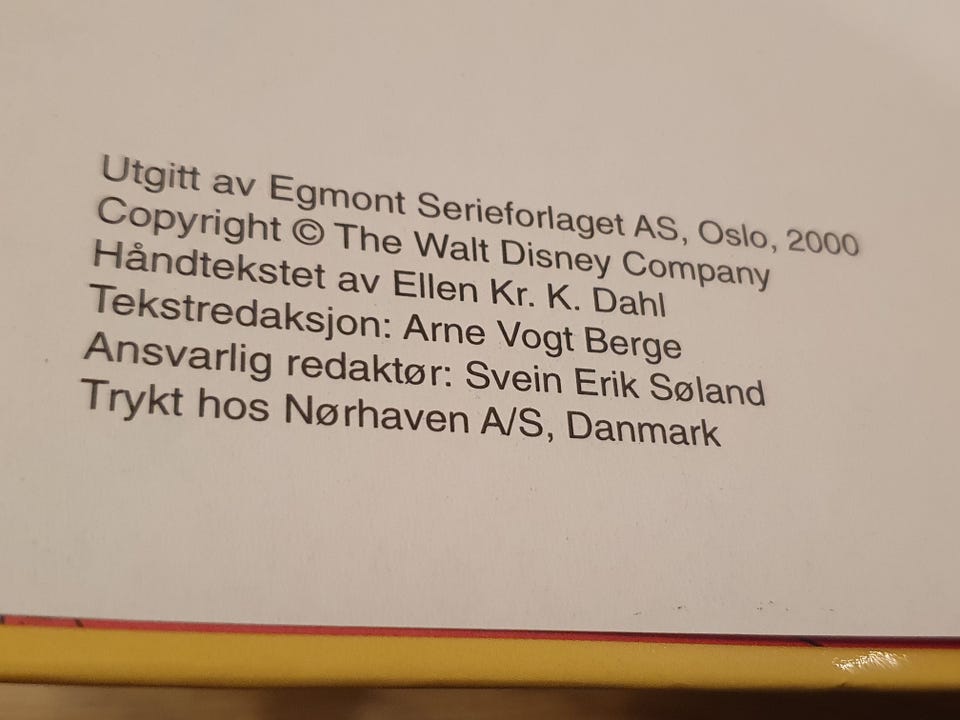 Utgitt av Egmont Serieforlaget AS, Oslo, 2000
Copyright © The Walt Disney Company
Håndtekstet av Ellen Kr. K. Dahl
Tekstredaksjon: Arne Vogt Berge
Ansvarlig redaktør: Svein Erik Søland
Trykt hos Nørhaven A/S, Danmark